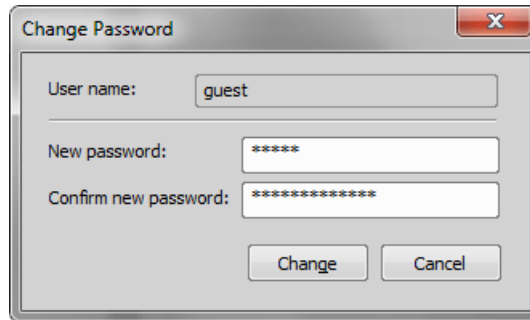 Change Password
User name: guest
New password: *****
Confirm new password: *************
Change Cancel